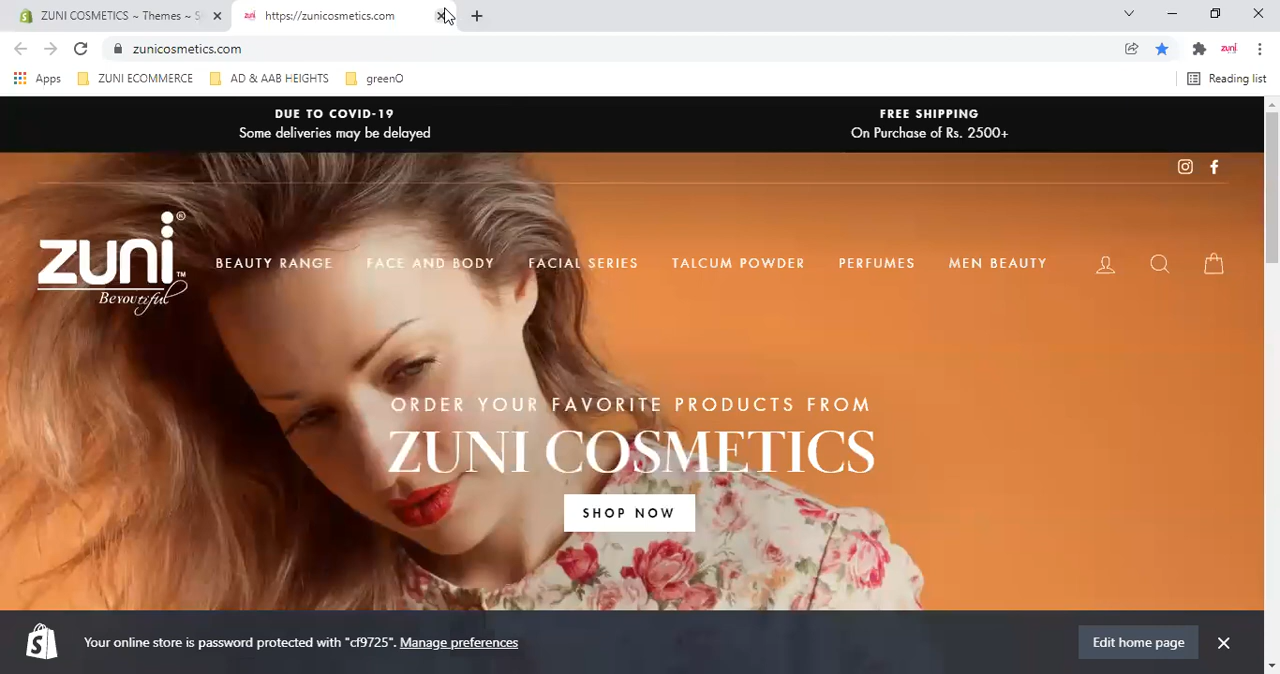 ZUNI COSMETICS ~ Themes ~ S
https://zunicosmetics.com
zunicosmetics.com
zuni
Apps
ZUNI ECOMMERCE
AD & AAB HEIGHTS
greenO
Reading list
DUE TO COVID-19
Some deliveries may be delayed
FREE SHIPPING
On Purchase of Rs. 2500+
zuni® ™
Beyoutiful
BEAUTY RANGE
FACE AND BODY
FACIAL SERIES
TALCUM POWDER
PERFUMES
MEN BEAUTY
ORDER YOUR FAVORITE PRODUCTS FROM
ZUNI COSMETICS
SHOP NOW
Your online store is password protected with "cf9725". Manage preferences
Edit home page